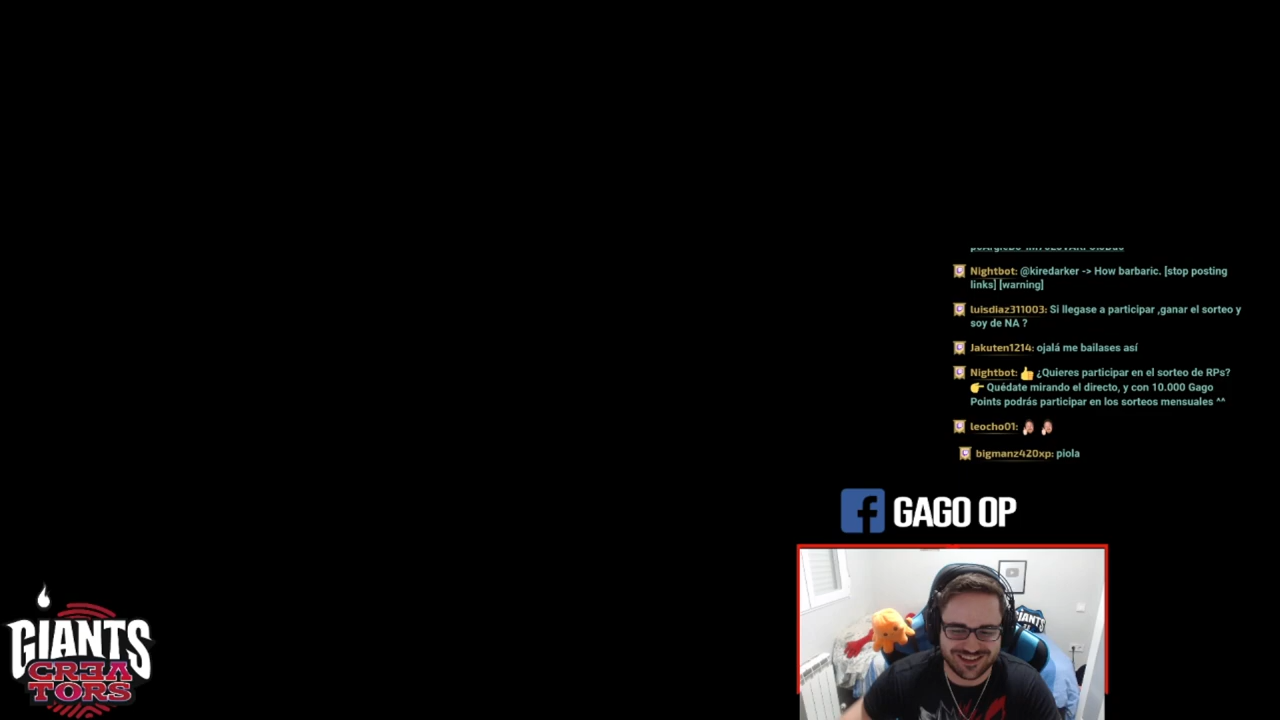 Nightbot: @kiredarker -> How barbaric. [stop posting
links] [warning]
luisdiaz311003: Si llegase a participar ,ganar el sorteo y
soy de NA ?
Jakuten1214: ojalá me bailases así
Nightbot: 👍 ¿Quieres participar en el sorteo de RPs?
👉 Quédate mirando el directo, y con 10.000 Gago
Points podrás participar en los sorteos mensuales ^^
leocho01:
bigmanz420xp: piola
GAGO OP
GIANTS
GIANTS
CR3A
TORS